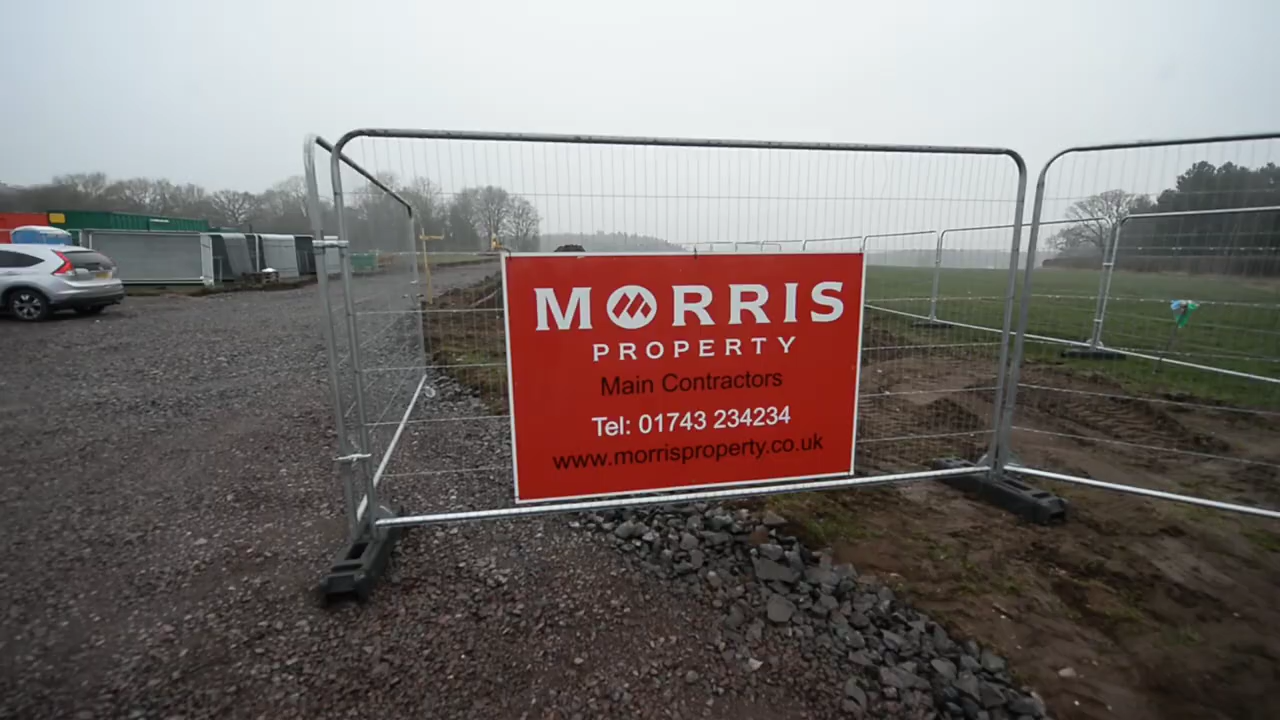 MORRIS
PROPERTY
Main Contractors
Tel: 01743 234234
www.morrisproperty.co.uk